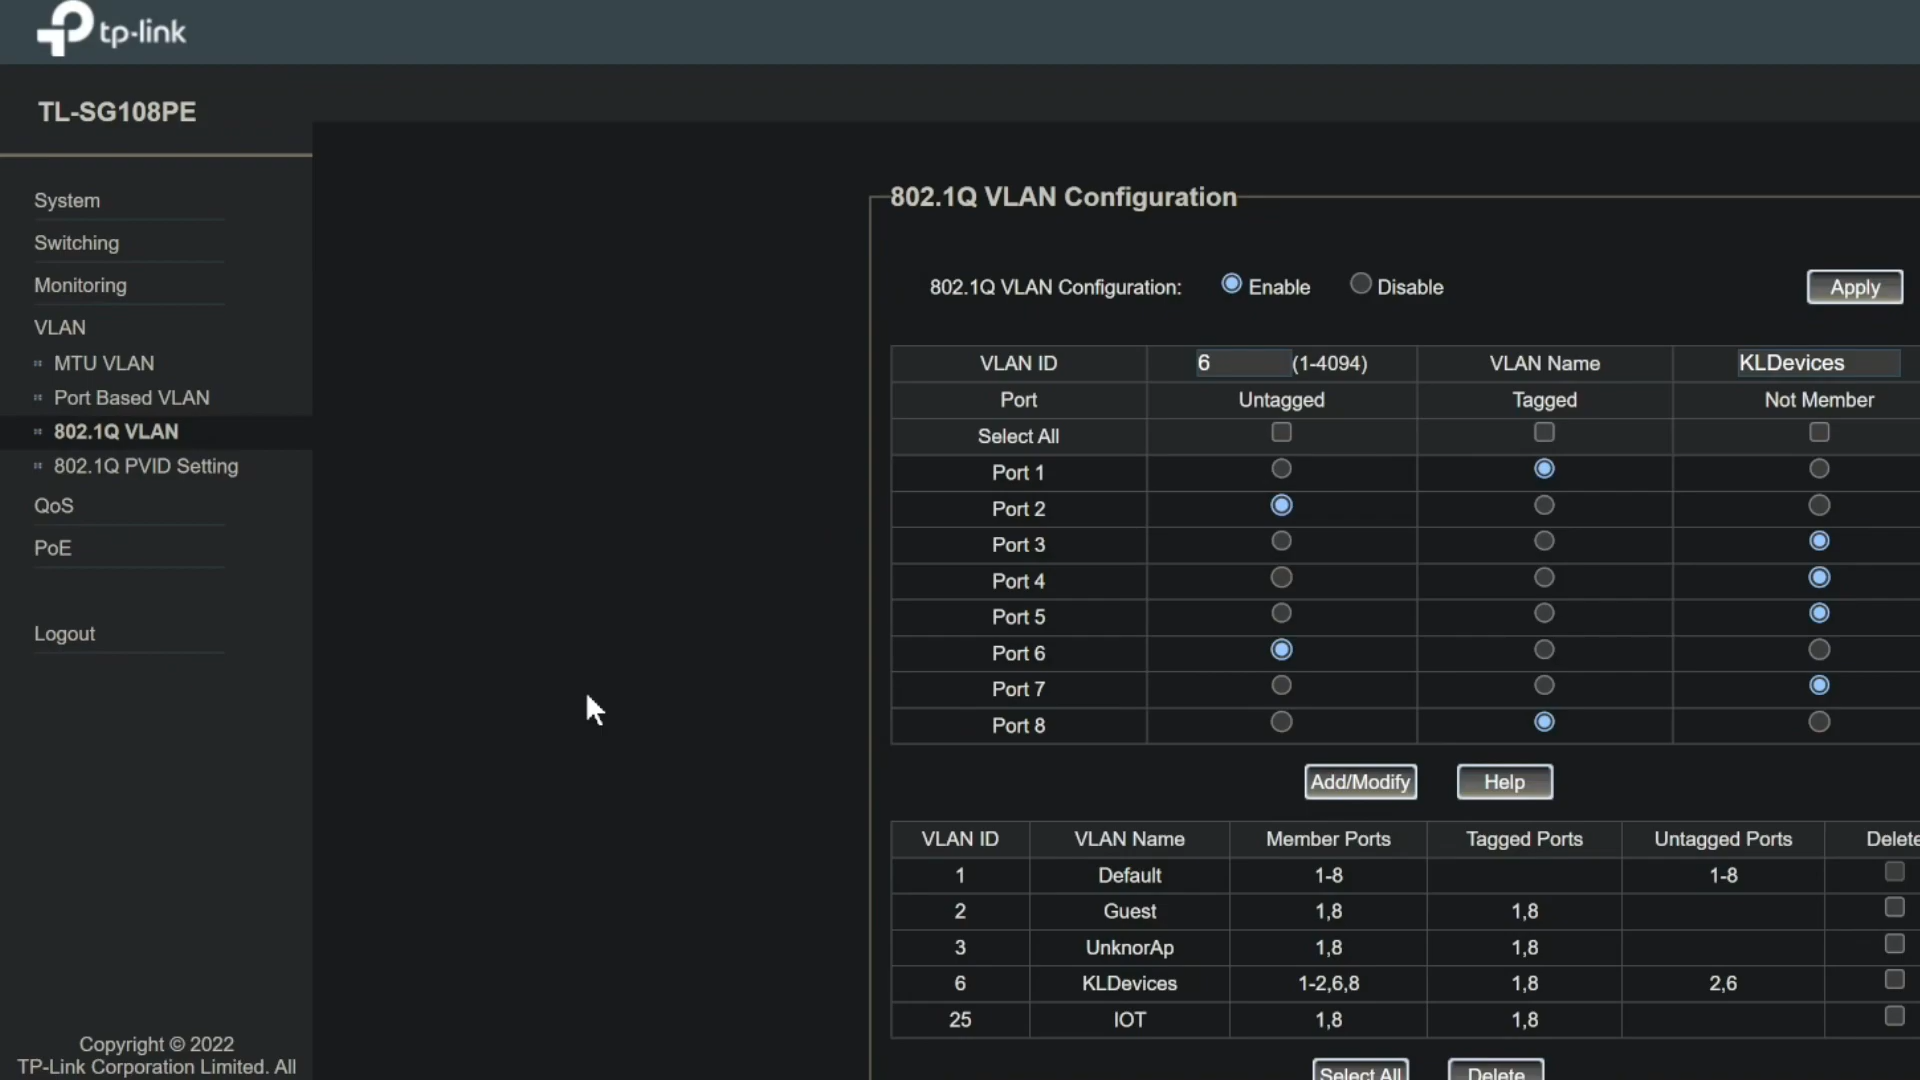 tp-link
TL-SG108PE
System
Switching
Monitoring
VLAN
MTU VLAN
Port Based VLAN
802.1Q VLAN
802.1Q PVID Setting
QoS
PoE
Logout
Copyright © 2022
TP-Link Corporation Limited. All
802.1Q VLAN Configuration
802.1Q VLAN Configuration: Enable Disable Apply
VLAN ID 6 (1-4094) VLAN Name KLDevices
Port Untagged Tagged Not Member
Select All
Port 1
Port 2
Port 3
Port 4
Port 5
Port 6
Port 7
Port 8
Add/Modify Help
VLAN ID VLAN Name Member Ports Tagged Ports Untagged Ports Delete
1 Default 1-8 1-8
2 Guest 1,8 1,8
3 UnknorAp 1,8 1,8
6 KLDevices 1-2,6,8 1,8 2,6
25 IOT 1,8 1,8
Select All Delete